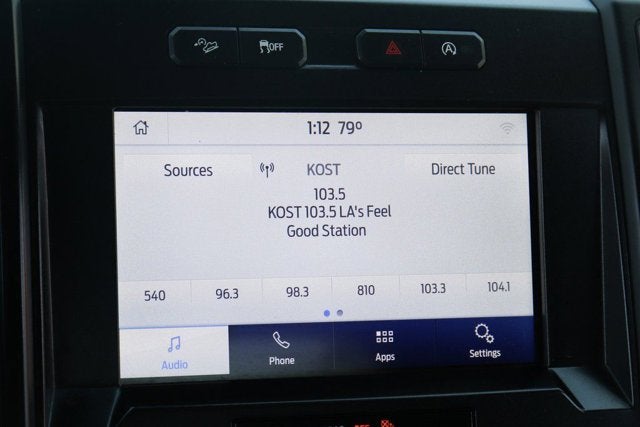 OFF
A
1:12 79°
Sources KOST Direct Tune
103.5
KOST 103.5 LA's Feel
Good Station
540 96.3 98.3 810 103.3 104.1
Audio Phone Apps Settings